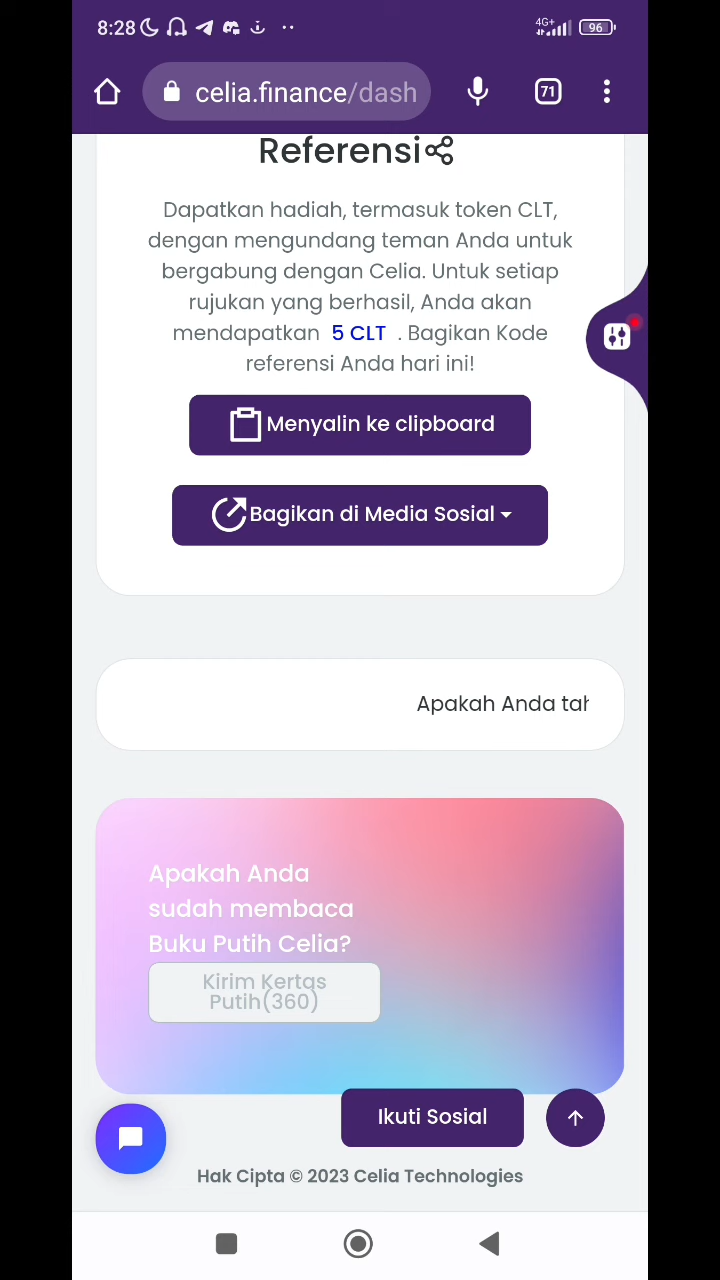 8:28
4G+
96
celia.finance/dash
71
Referensi
Dapatkan hadiah, termasuk token CLT,
dengan mengundang teman Anda untuk
bergabung dengan Celia. Untuk setiap
rujukan yang berhasil, Anda akan
mendapatkan 5 CLT . Bagikan Kode
referensi Anda hari ini!
Menyalin ke clipboard
Bagikan di Media Sosial
Apakah Anda tah
Apakah Anda
sudah membaca
Buku Putih Celia?
Kirim Kertas
Putih(360)
Ikuti Sosial
Hak Cipta © 2023 Celia Technologies